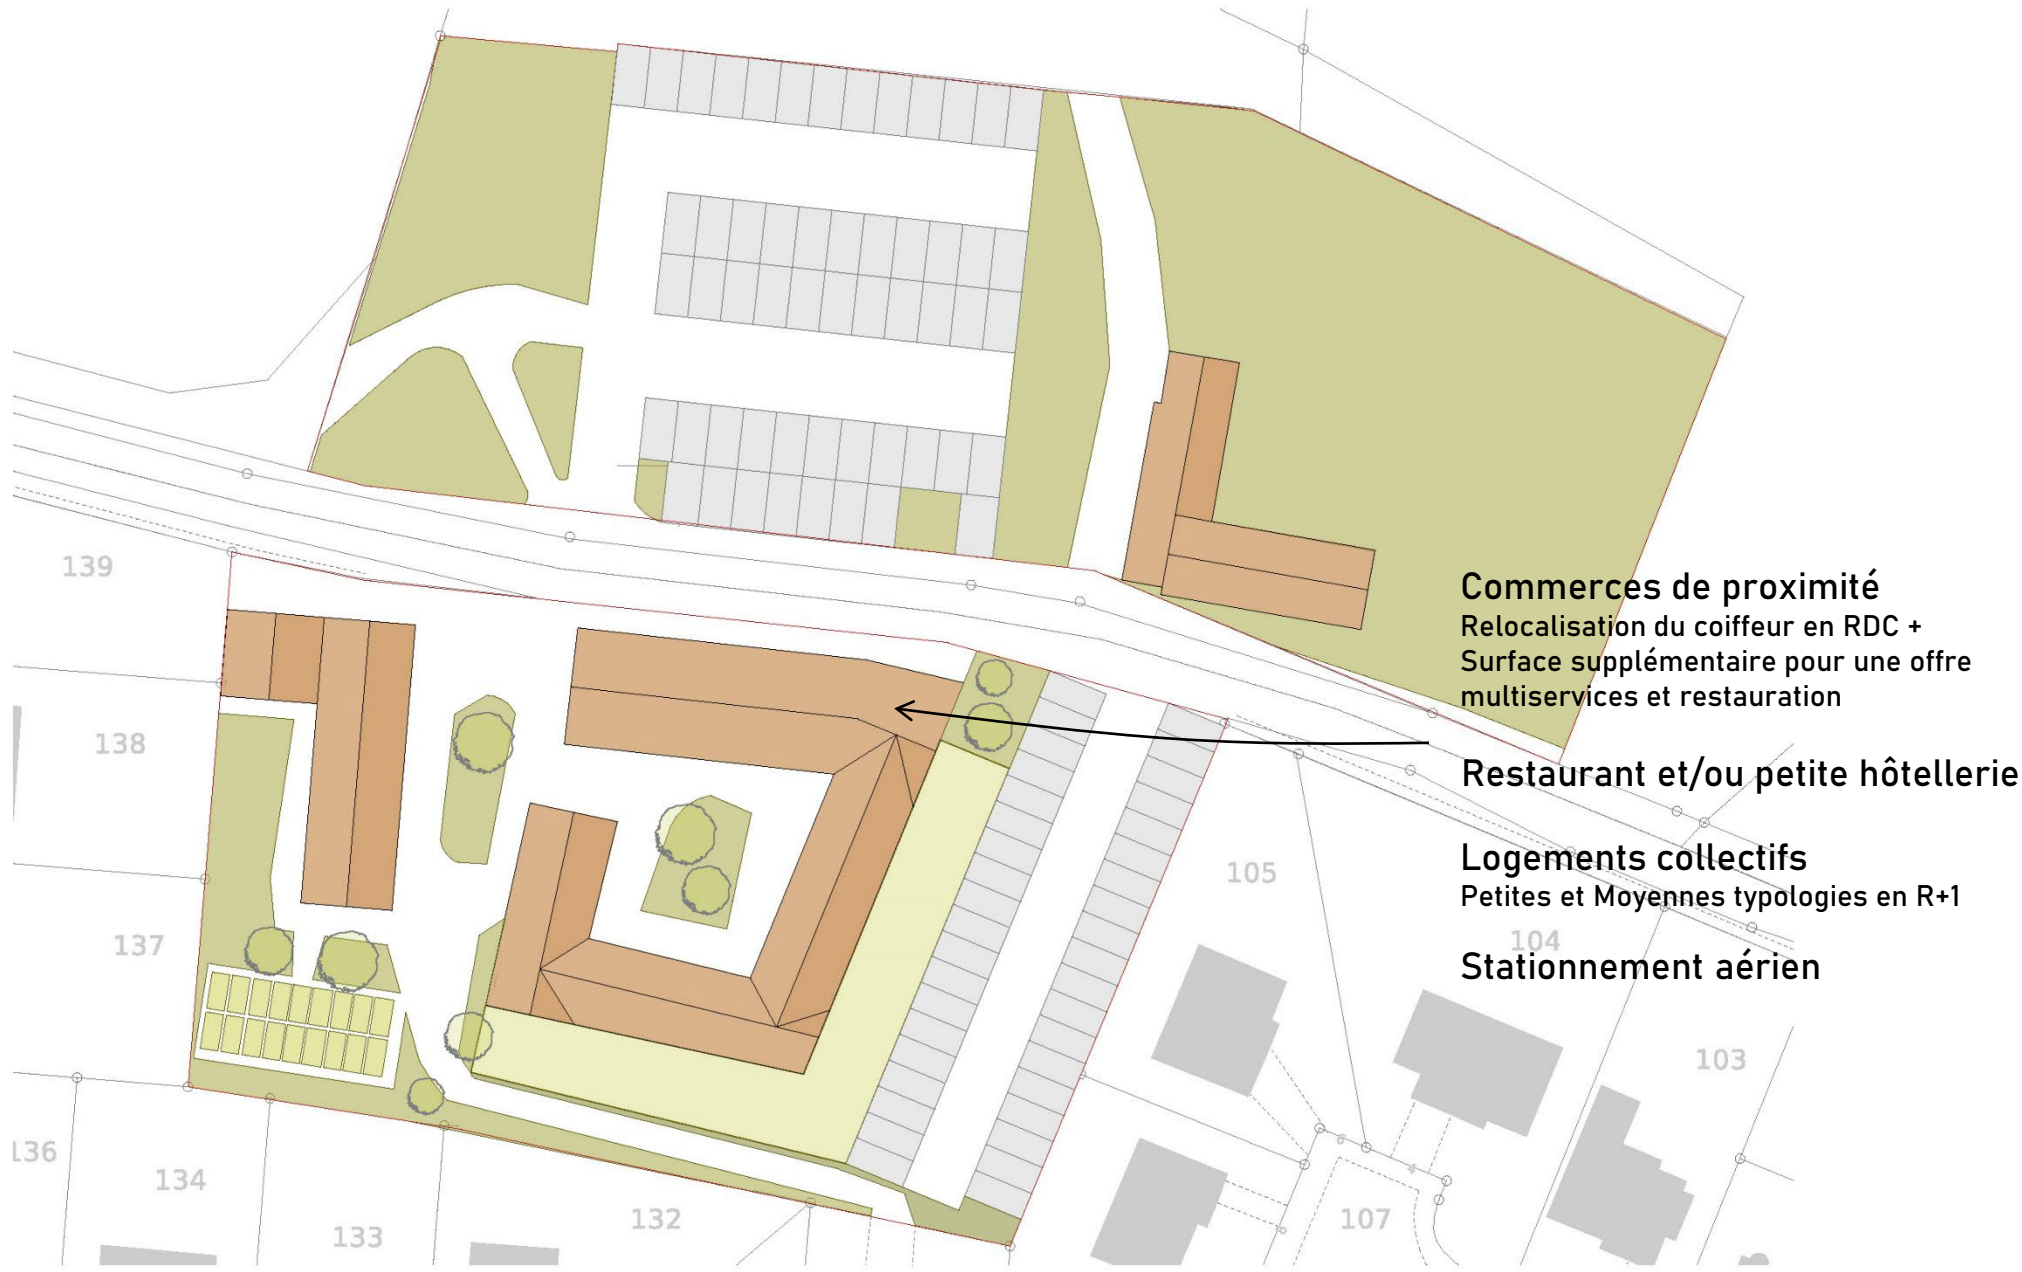 Commerces de proximité
Relocalisation du coiffeur en RDC +
Surface supplémentaire pour une offre
multiservices et restauration
Restaurant et/ou petite hôtellerie
Logements collectifs
Petites et Moyennes typologies en R+1
Stationnement aérien
139
138
137
136
134
133
132
105
104
103
107
6
4